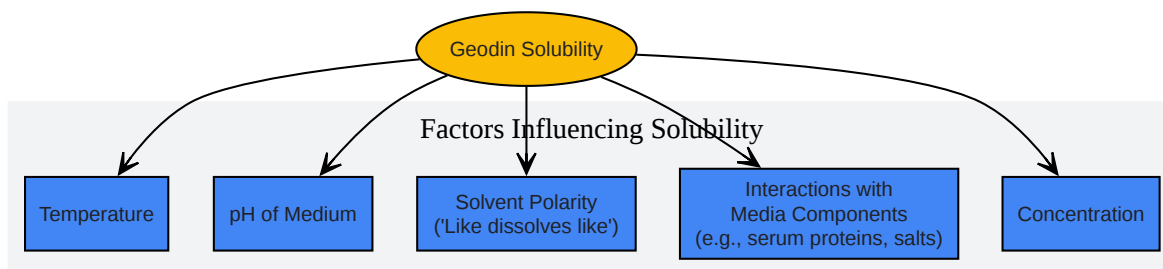 Geodin Solubility
Factors Influencing Solubility
Temperature
pH of Medium
Solvent Polarity
('Like dissolves like')
Interactions with
Media Components
(e.g., serum proteins, salts)
Concentration